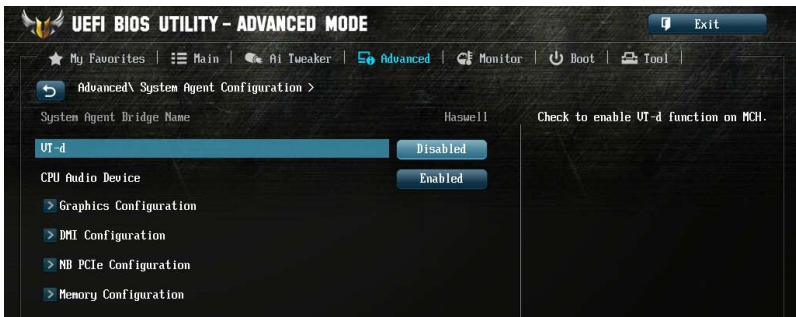 UEFI BIOS UTILITY – ADVANCED MODE
Exit
My Favorites | Main | Ai Tweaker | Advanced | Monitor | Boot | Tool |
Advanced\ System Agent Configuration >
System Agent Bridge Name Haswell
Check to enable VT-d function on MCH.
VT-d Disabled
CPU Audio Device Enabled
> Graphics Configuration
> DMI Configuration
> NB PCIe Configuration
> Memory Configuration